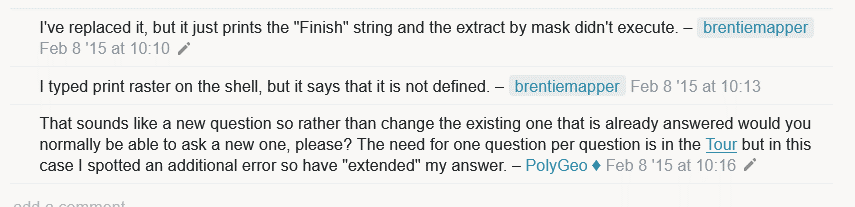 I've replaced it, but it just prints the "Finish" string and the extract by mask didn't execute. – brentiemapper
Feb 8 '15 at 10:10
I typed print raster on the shell, but it says that it is not defined. – brentiemapper Feb 8 '15 at 10:13
That sounds like a new question so rather than change the existing one that is already answered would you
normally be able to ask a new one, please? The need for one question per question is in the Tour but in this
case I spotted an additional error so have "extended" my answer. – PolyGeo ♦ Feb 8 '15 at 10:16
add a comment